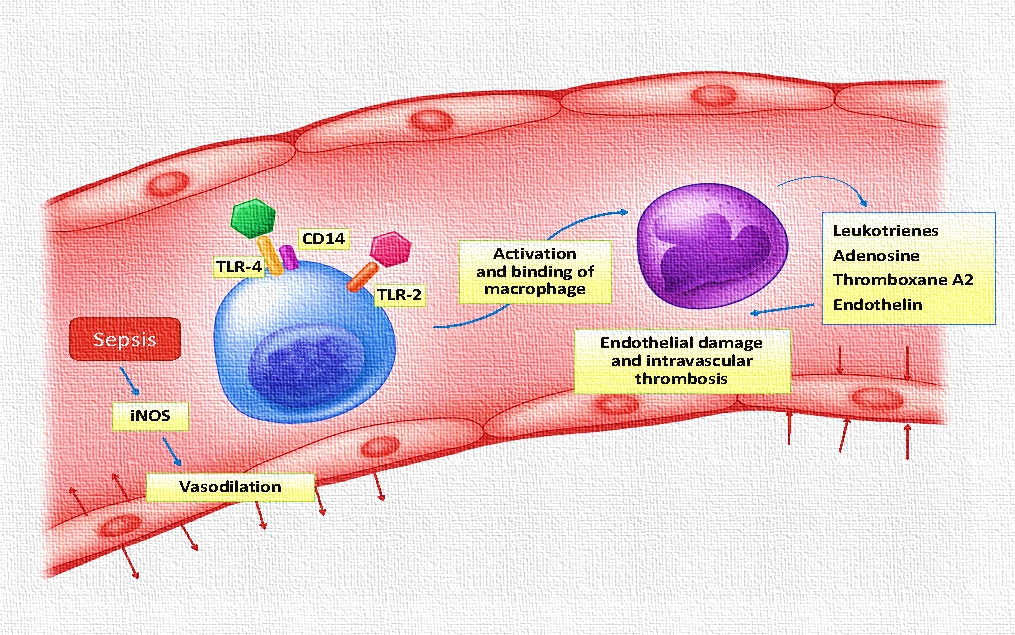 CD14
TLR-4
TLR-2
Activation
and binding of
macrophage
Leukotrienes
Adenosine
Thromboxane A2
Endothelin
Sepsis
Endothelial damage
and intravascular
thrombosis
iNOS
Vasodilation